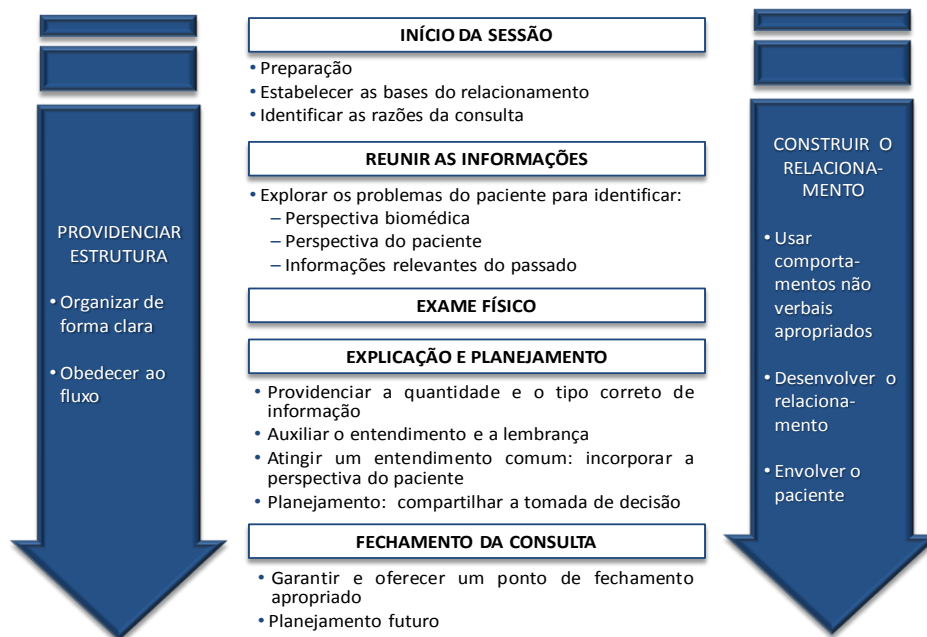 PROVIDENCIAR
ESTRUTURA
• Organizar de
forma clara
• Obedecer ao
fluxo
INÍCIO DA SESSÃO
• Preparação
• Estabelecer as bases do relacionamento
• Identificar as razões da consulta
REUNIR AS INFORMAÇÕES
• Explorar os problemas do paciente para identificar:
– Perspectiva biomédica
– Perspectiva do paciente
– Informações relevantes do passado
EXAME FÍSICO
EXPLICAÇÃO E PLANEJAMENTO
• Providenciar a quantidade e o tipo correto de
informação
• Auxiliar o entendimento e a lembrança
• Atingir um entendimento comum: incorporar a
perspectiva do paciente
• Planejamento: compartilhar a tomada de decisão
FECHAMENTO DA CONSULTA
• Garantir e oferecer um ponto de fechamento
apropriado
• Planejamento futuro
CONSTRUIR O
RELACIONA-
MENTO
• Usar
comporta-
mentos não
verbais
apropriados
• Desenvolver o
relaciona-
mento
• Envolver o
paciente